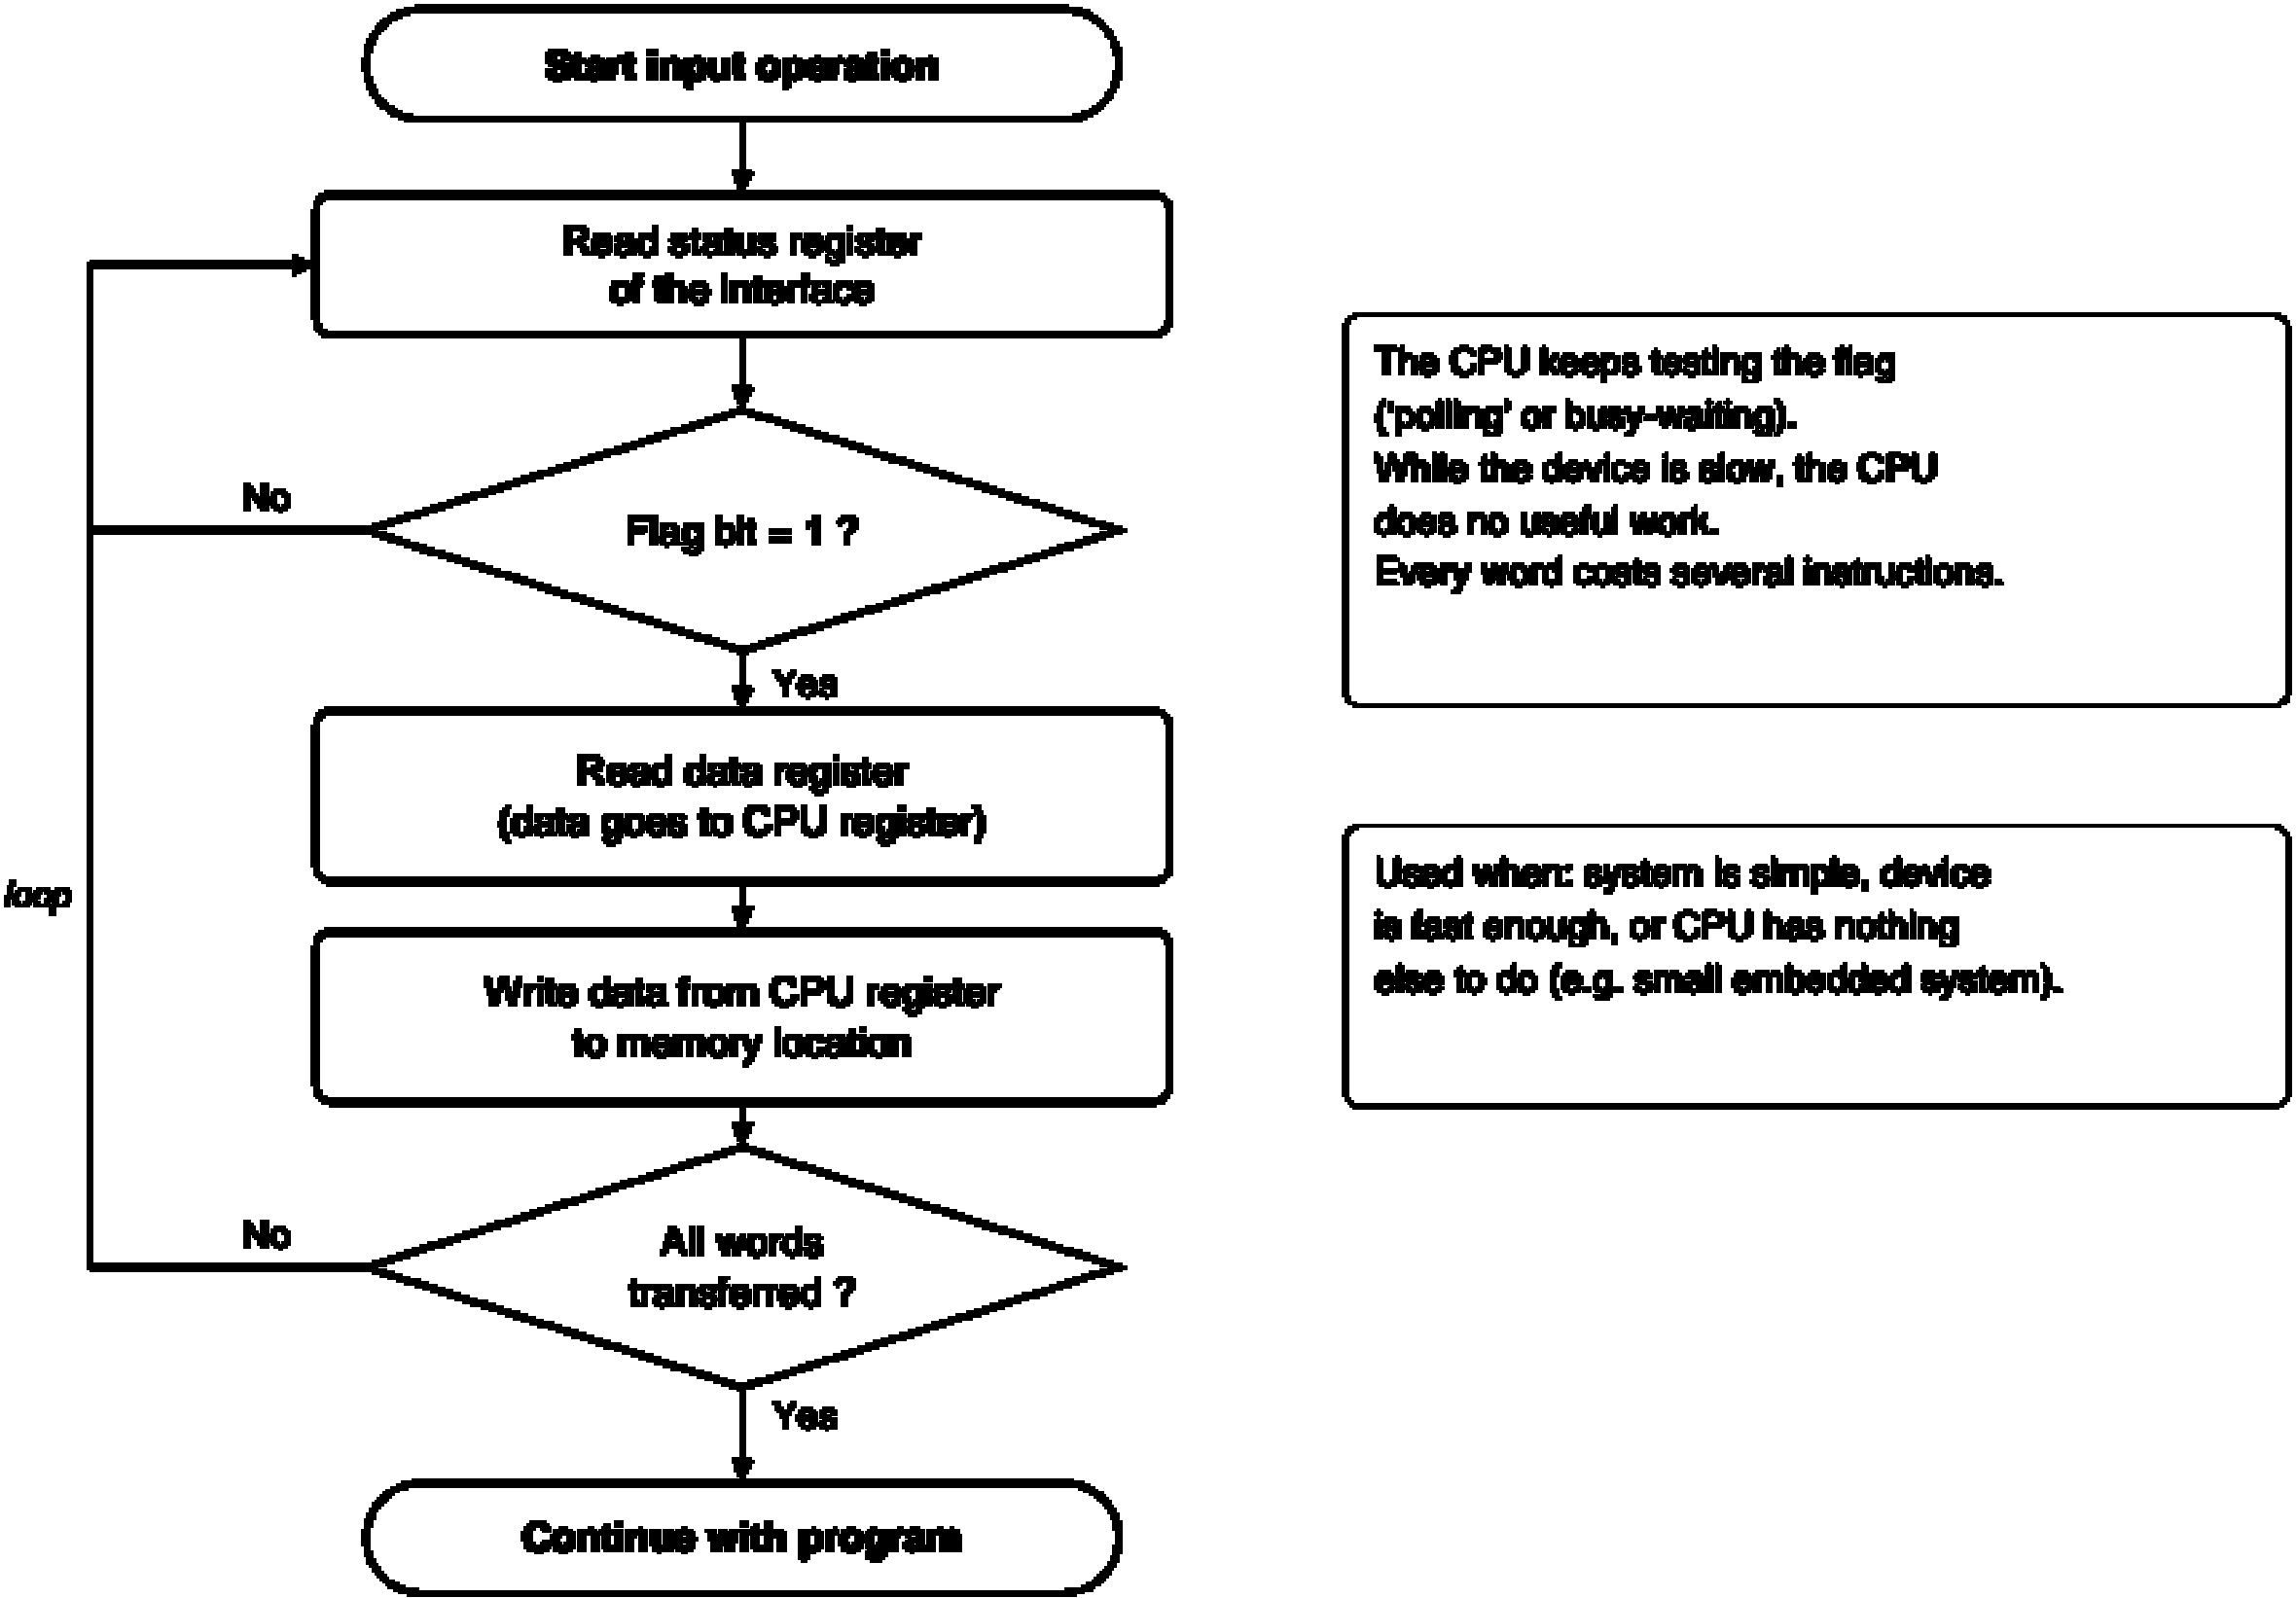 Start input operation
Read status register
of the interface
No
Flag bit = 1 ?
Yes
Read data register
(data goes to CPU register)
loop
Write data from CPU register
to memory location
No
All words
transferred ?
Yes
Continue with program
The CPU keeps testing the flag
('polling' or busy-waiting).
While the device is slow, the CPU
does no useful work.
Every word costs several instructions.
Used when: system is simple, device
is fast enough, or CPU has nothing
else to do (e.g. small embedded system).